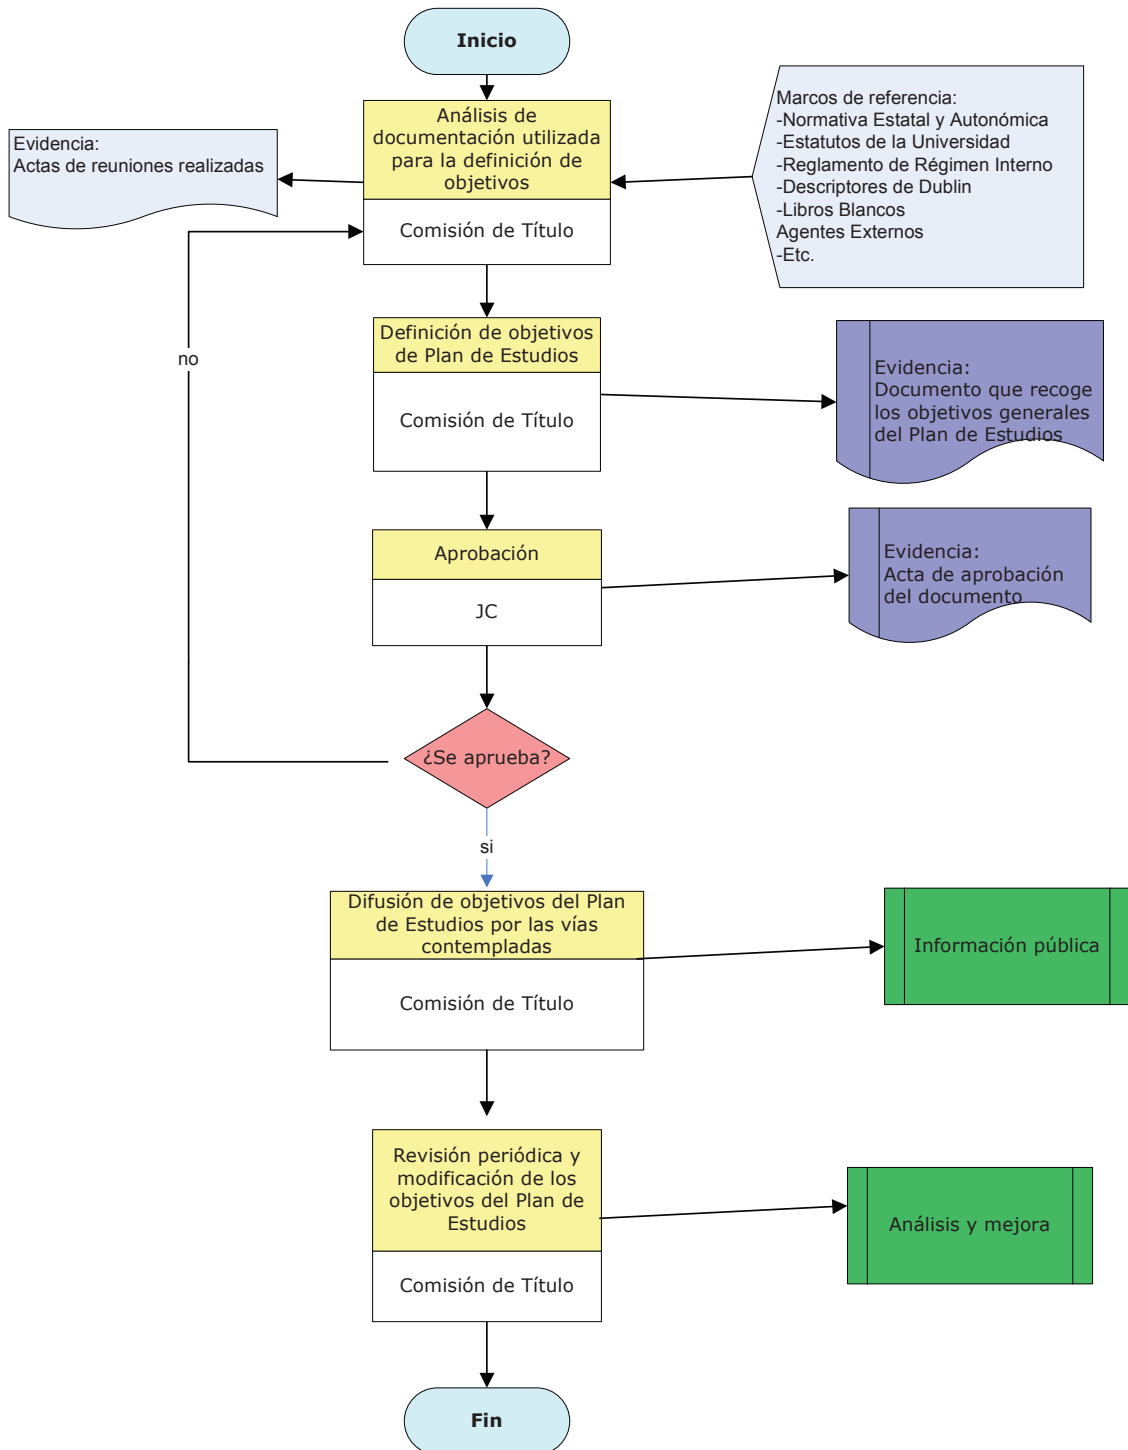 Inicio
Análisis de
documentación utilizada
para la definición de
objetivos
Comisión de Título
Evidencia:
Actas de reuniones realizadas
Marcos de referencia:
-Normativa Estatal y Autonómica
-Estatutos de la Universidad
-Reglamento de Régimen Interno
-Descriptores de Dublin
-Libros Blancos
Agentes Externos
-Etc.
Definición de objetivos
de Plan de Estudios
Comisión de Título
Evidencia:
Documento que recoge
los objetivos generales
del Plan de Estudios
no
Aprobación
JC
Evidencia:
Acta de aprobación
del documento
¿Se aprueba?
si
Difusión de objetivos del Plan
de Estudios por las vías
contempladas
Comisión de Título
Información pública
Revisión periódica y
modificación de los
objetivos del Plan de
Estudios
Comisión de Título
Análisis y mejora
Fin